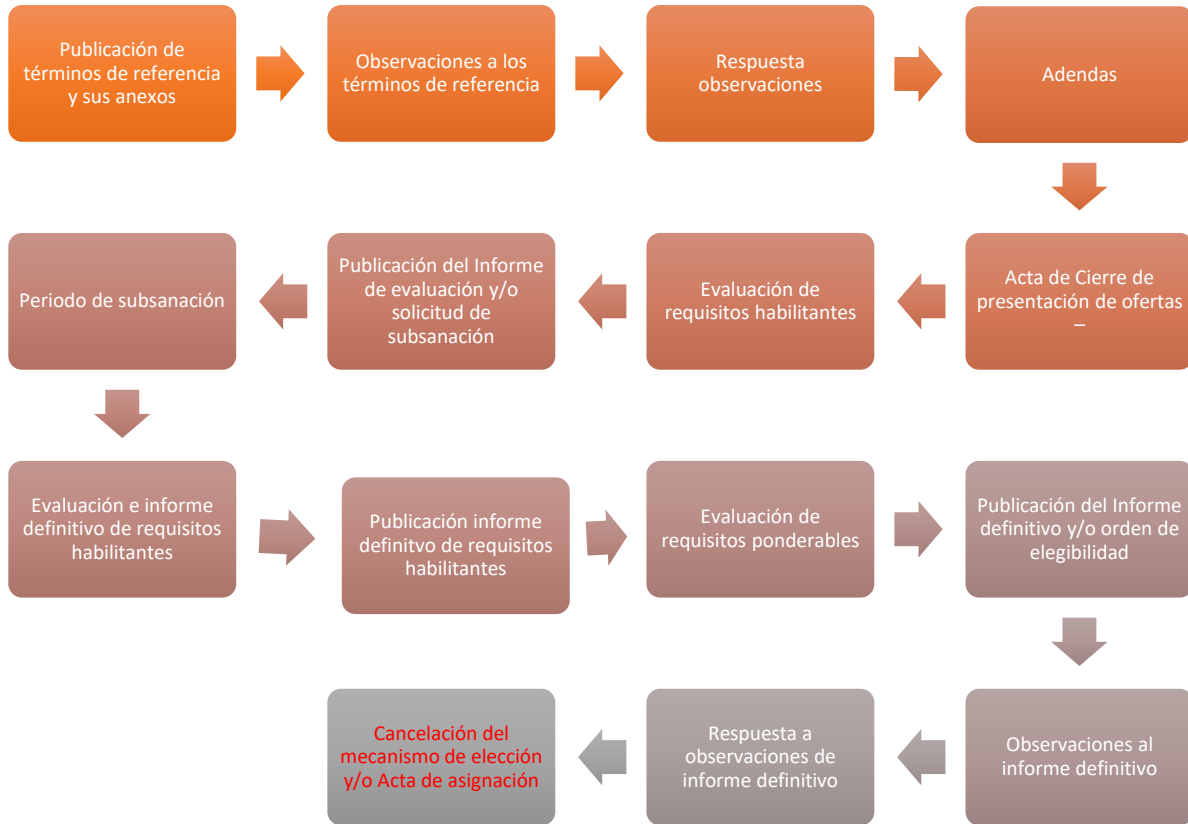 Publicación de
términos de referencia
y sus anexos
Observaciones a los
términos de referencia
Respuesta
observaciones
Adendas
Acta de Cierre de
presentación de ofertas
–
Evaluación de
requisitos habilitantes
Publicación del Informe
de evaluación y/o
solicitud de
subsanación
Periodo de subsanación
Evaluación e informe
definitivo de requisitos
habilitantes
Publicación informe
definitvo de requisitos
habilitantes
Evaluación de
requisitos ponderables
Publicación del Informe
definitivo y/o orden de
elegibilidad
Observaciones al
informe definitivo
Respuesta a
observaciones de
informe definitivo
Cancelación del
mecanismo de elección
y/o Acta de asignación